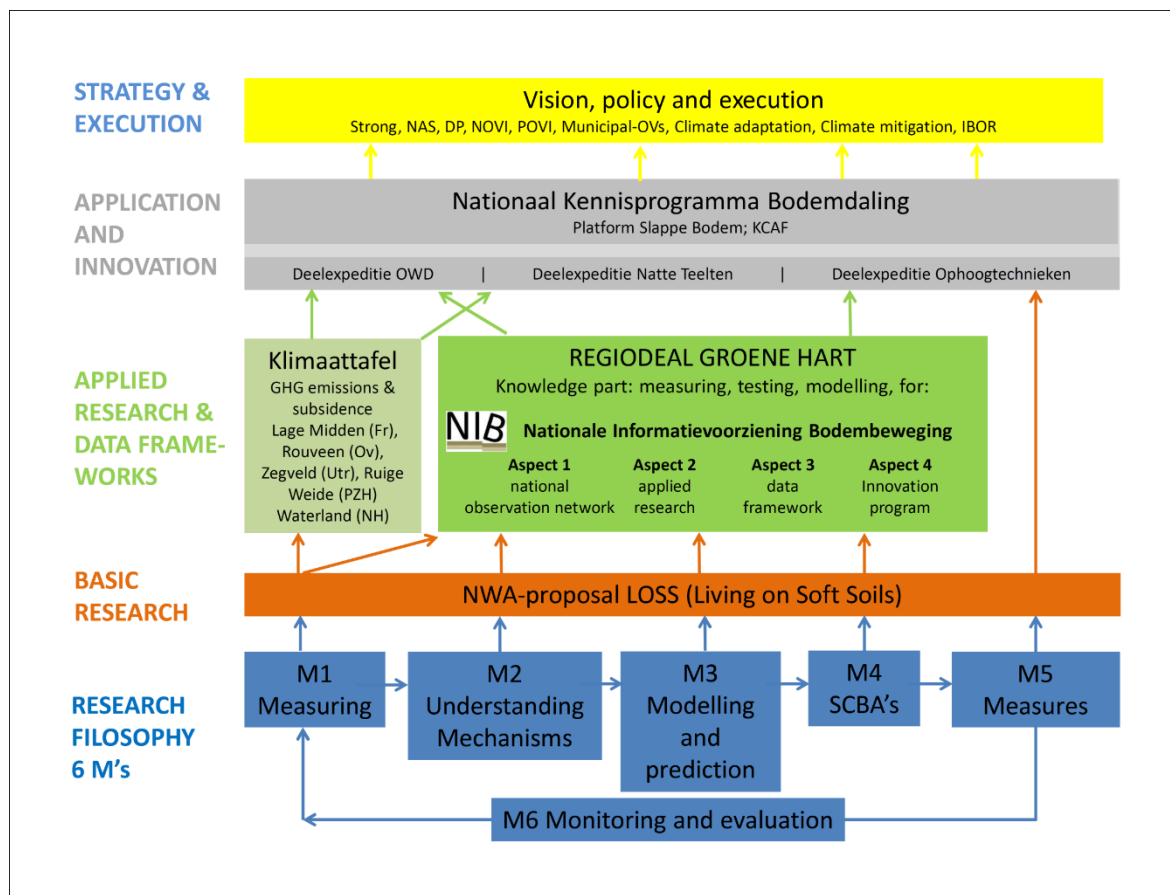 STRATEGY &
EXECUTION
Vision, policy and execution
Strong, NAS, DP, NOVI, POVI, Municipal-OVs, Climate adaptation, Climate mitigation, IBOR
APPLICATION
AND
INNOVATION
Nationaal Kennisprogramma Bodemdaling
Platform Slappe Bodem; KCAF
Deelexpeditie OWD | Deelexpeditie Natte Teelten | Deelexpeditie Ophoogtechnieken
APPLIED
RESEARCH &
DATA FRAME-
WORKS
Klimaattafel
GHG emissions &
subsidence
Lage Midden (Fr),
Rouveen (Ov),
Zegveld (Utr), Ruige
Weide (PZH)
Waterland (NH)
REGIODEAL GROENE HART
Knowledge part: measuring, testing, modelling, for:
NIB
Nationale Informatievoorziening Bodembeweging
Aspect 1
national
observation network
Aspect 2
applied
research
Aspect 3
data
framework
Aspect 4
Innovation
program
BASIC
RESEARCH
NWA-proposal LOSS (Living on Soft Soils)
RESEARCH
FILOSOPHY
6 M's
M1
Measuring
M2
Understanding
Mechanisms
M3
Modelling
and
prediction
M4
SCBA's
M5
Measures
M6 Monitoring and evaluation